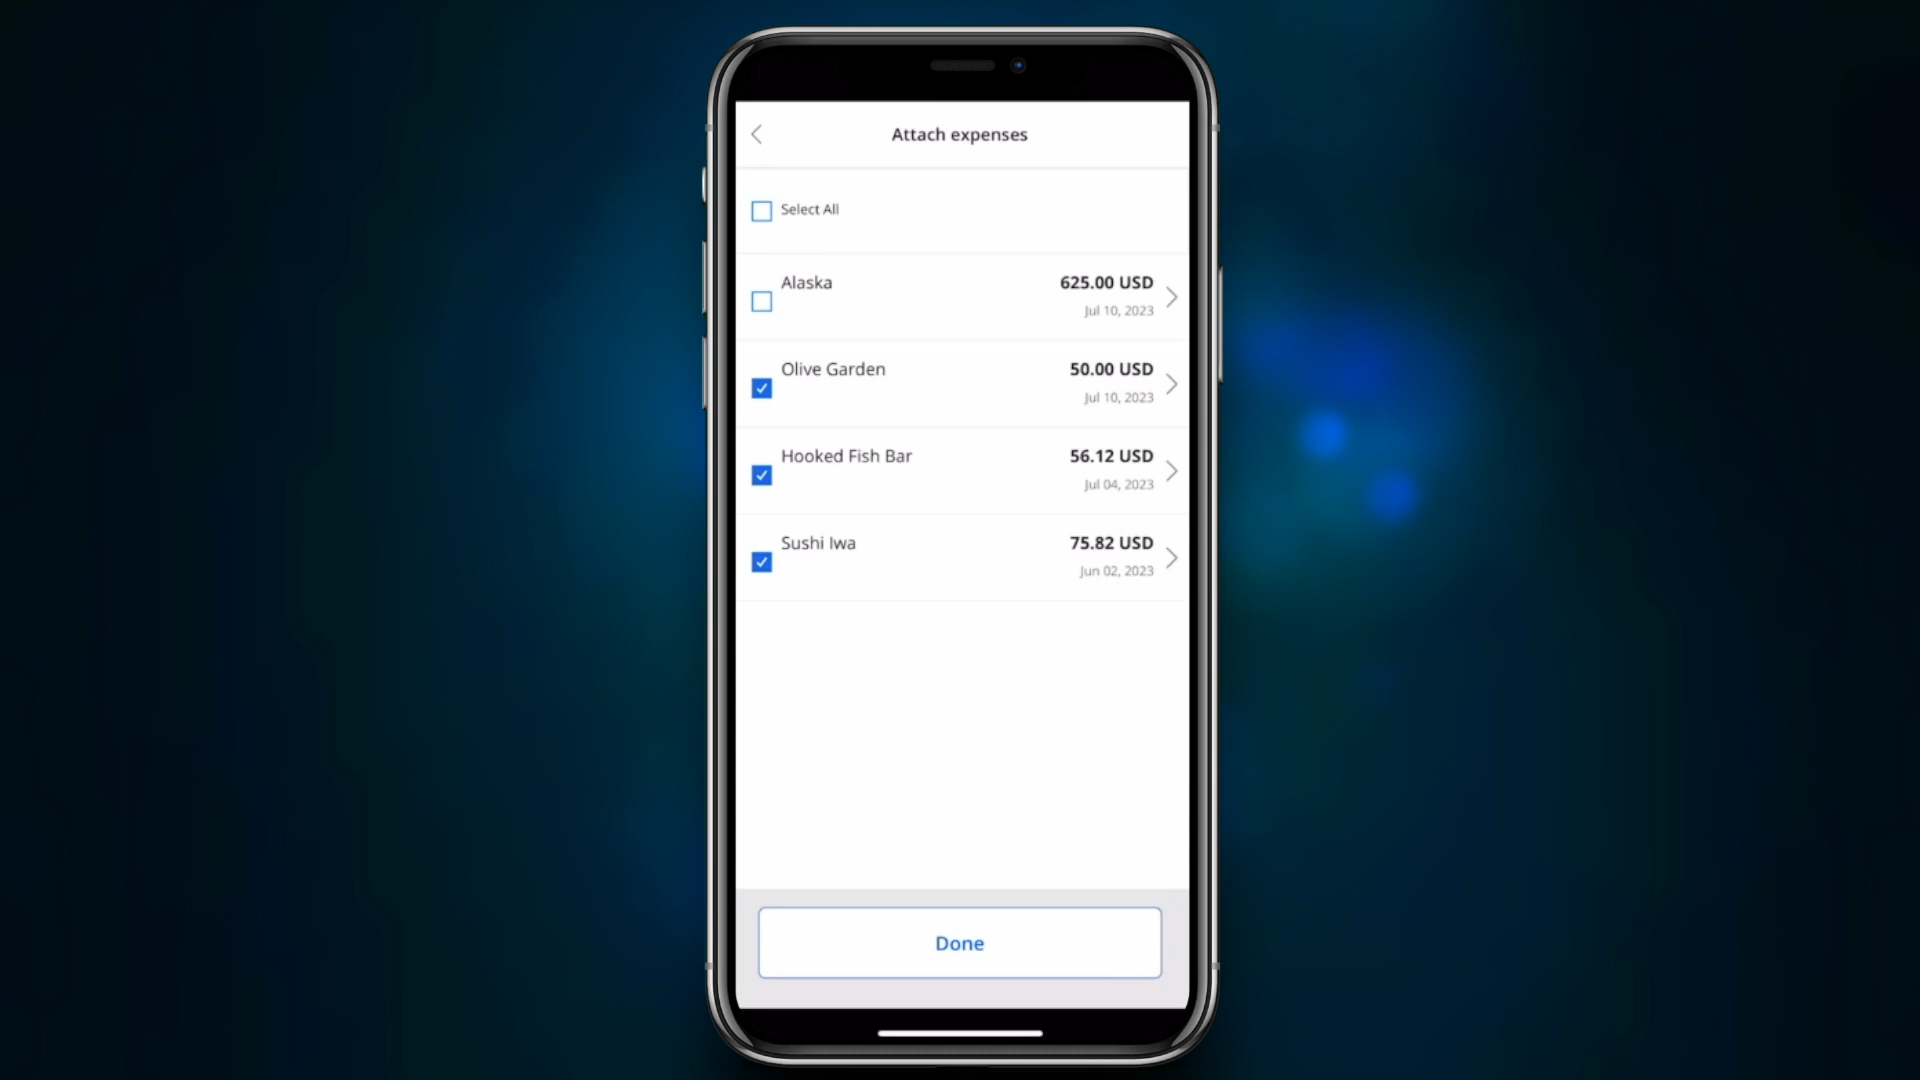 Attach expenses
Select All
Alaska
625.00 USD
Jul 10, 2023
Olive Garden
50.00 USD
Jul 10, 2023
Hooked Fish Bar
56.12 USD
Jul 04, 2023
Sushi Iwa
75.82 USD
Jun 02, 2023
Done